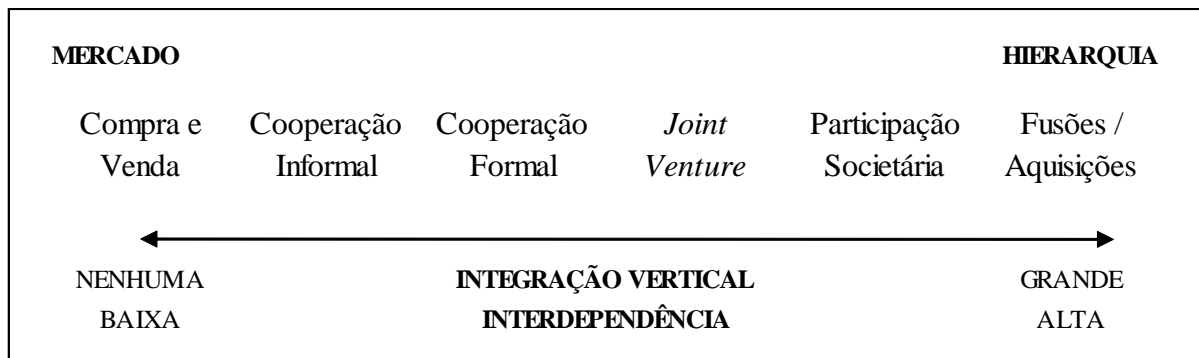 MERCADO HIERARQUIA
Compra e Cooperação Cooperação Joint Participação Fusões /
Venda Informal Formal Venture Societária Aquisições
NENHUMA INTEGRAÇÃO VERTICAL GRANDE
BAIXA INTERDEPENDÊNCIA ALTA